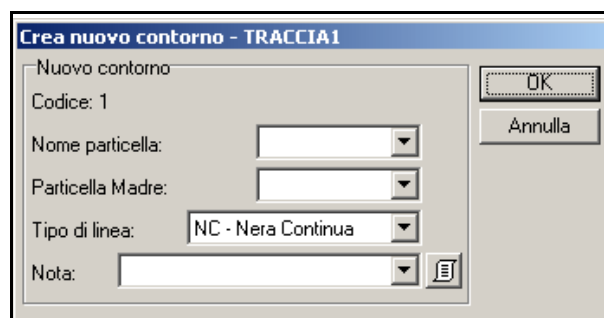 Crea nuovo contorno - TRACCIA1
Nuovo contorno
Codice: 1
OK
Annulla
Nome particella:
Particella Madre:
Tipo di linea: NC - Nera Continua
Nota: